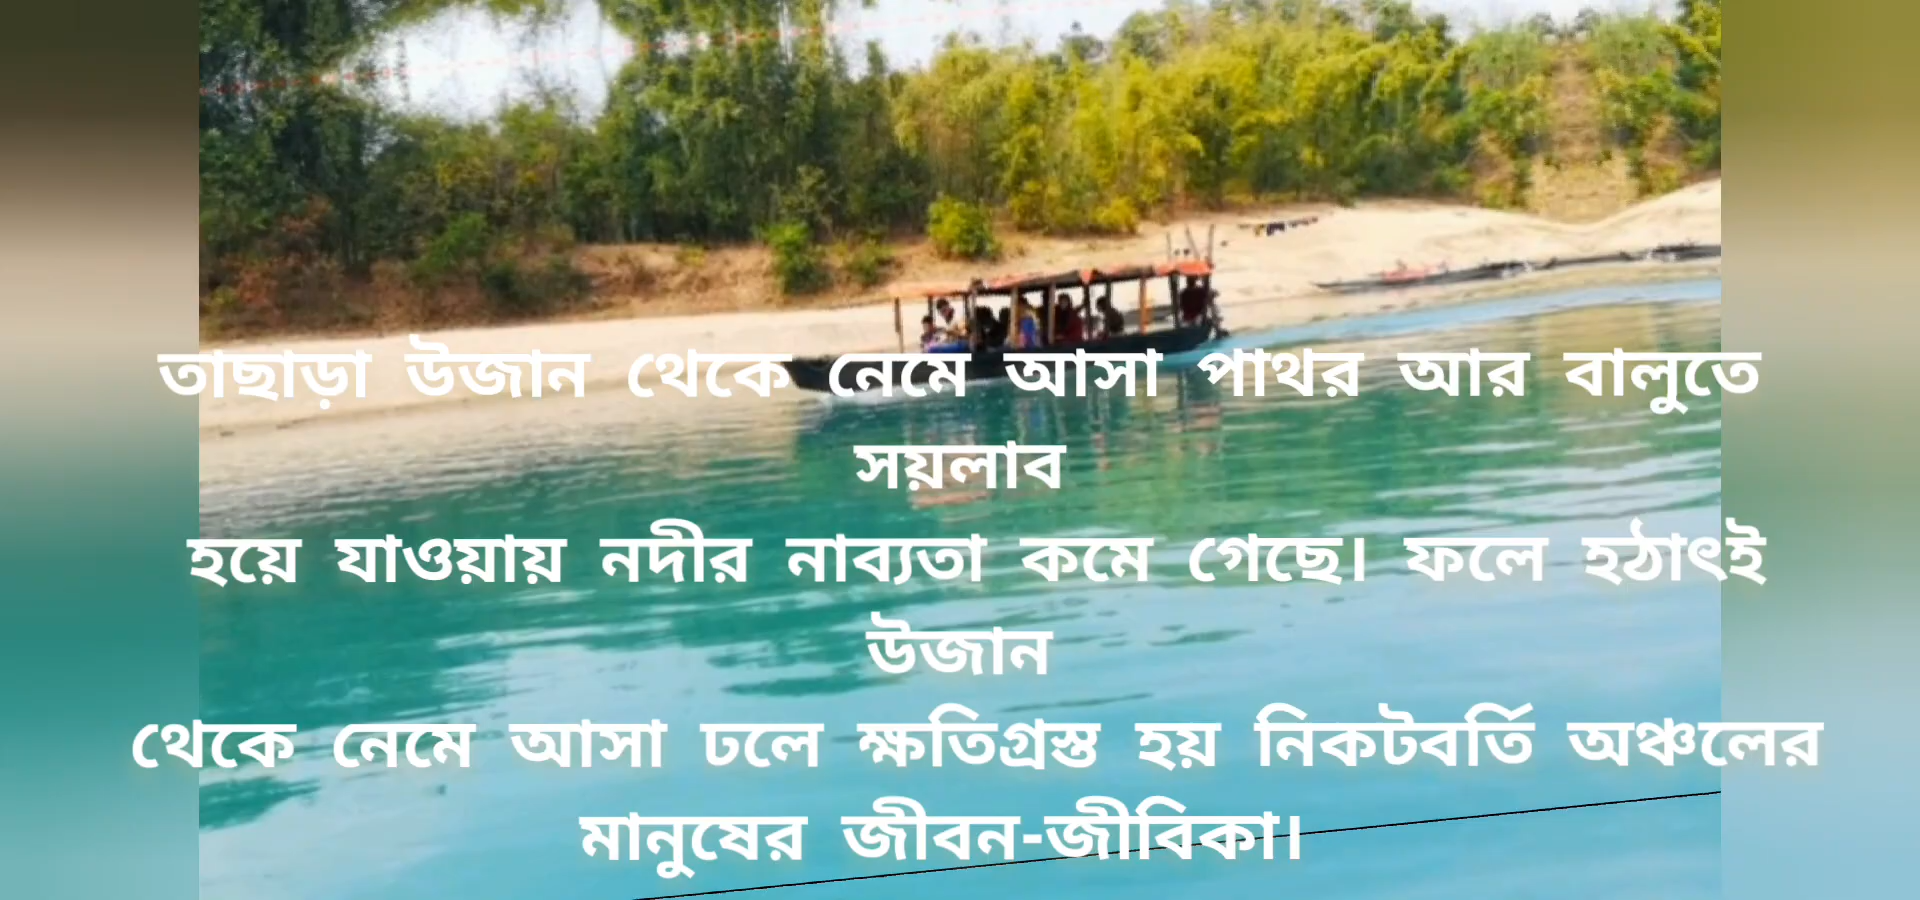 তাছাড়া উজান থেকে নেমে আসা পাথর আর বালুতে
সয়লাব
হয়ে যাওয়ায় নদীর নাব্যতা কমে গেছে। ফলে হঠাৎই
উজান
থেকে নেমে আসা ঢলে ক্ষতিগ্রস্ত হয় নিকটবর্তি অঞ্চলের
মানুষের জীবন-জীবিকা।